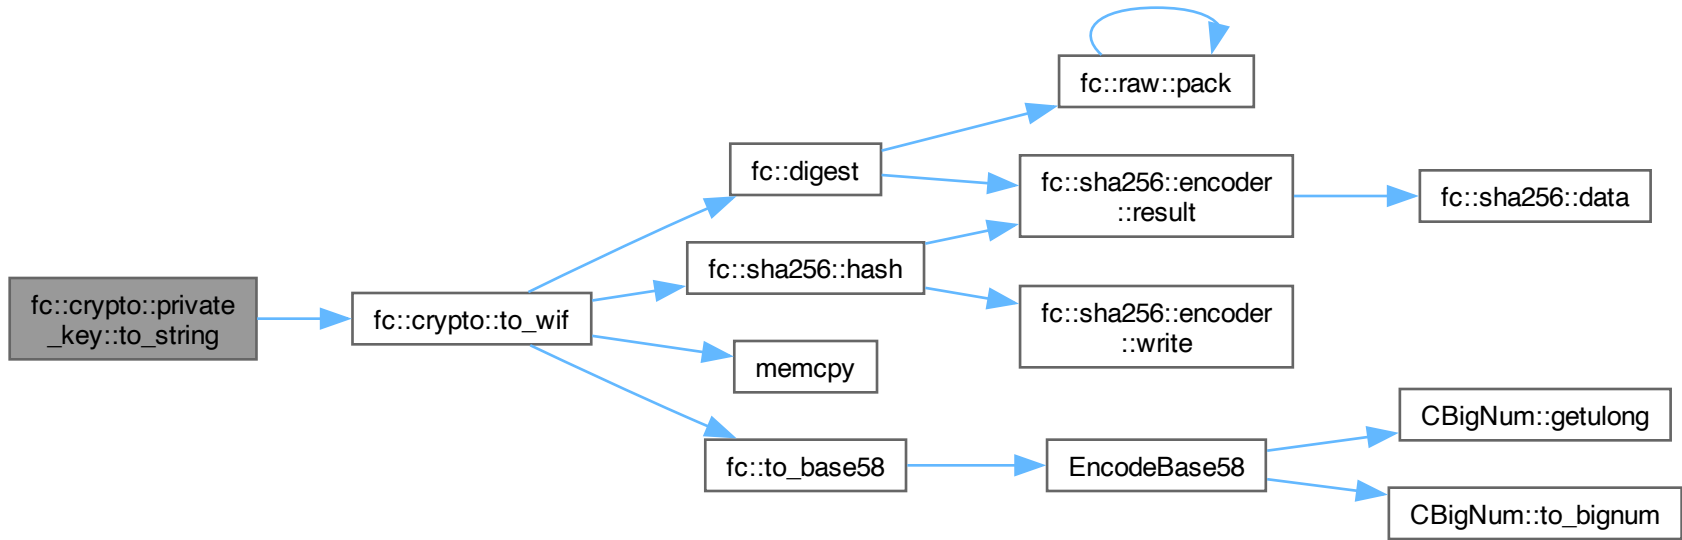 fc::crypto::private
_key::to_string
fc::crypto::to_wif
fc::digest
fc::sha256::hash
memcpy
fc::to_base58
fc::raw::pack
fc::sha256::encoder
::result
fc::sha256::encoder
::write
EncodeBase58
fc::sha256::data
CBigNum::getulong
CBigNum::to_bignum